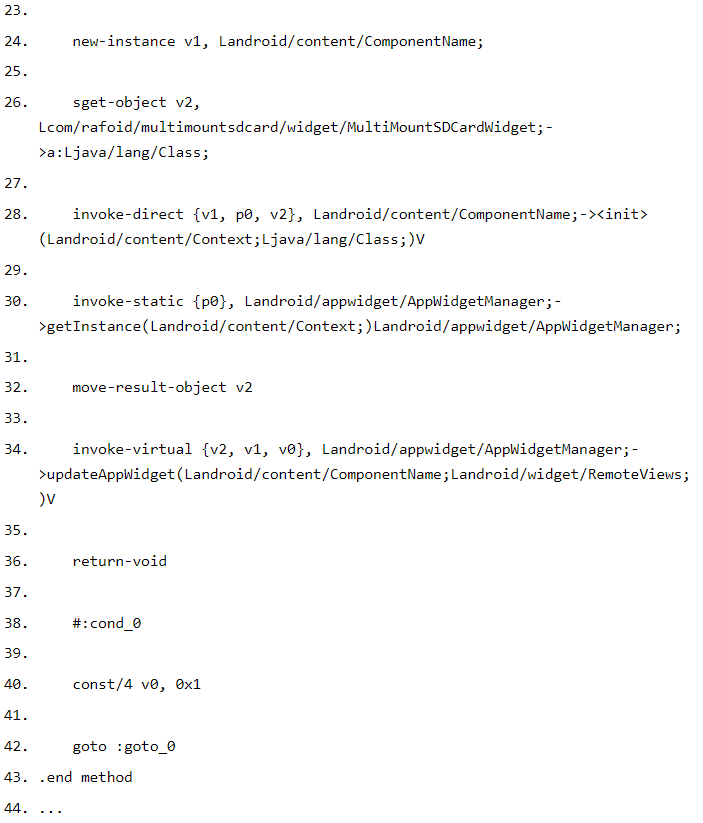 23.
24. new-instance v1, Landroid/content/ComponentName;
25.
26. sget-object v2,
Lcom/rafoid/multimountsdcard/widget/MultiMountSDCardWidget;-
>a:Ljava/lang/Class;
27.
28. invoke-direct {v1, p0, v2}, Landroid/content/ComponentName;-><init>
(Landroid/content/Context;Ljava/lang/Class;)V
29.
30. invoke-static {p0}, Landroid/appwidget/AppWidgetManager;-
>getInstance(Landroid/content/Context;)Landroid/appwidget/AppWidgetManager;
31.
32. move-result-object v2
33.
34. invoke-virtual {v2, v1, v0}, Landroid/appwidget/AppWidgetManager;-
>updateAppWidget(Landroid/content/ComponentName;Landroid/widget/RemoteViews;
)V
35.
36. return-void
37.
38. #:cond_0
39.
40. const/4 v0, 0x1
41.
42. goto :goto_0
43. .end method
44. ...